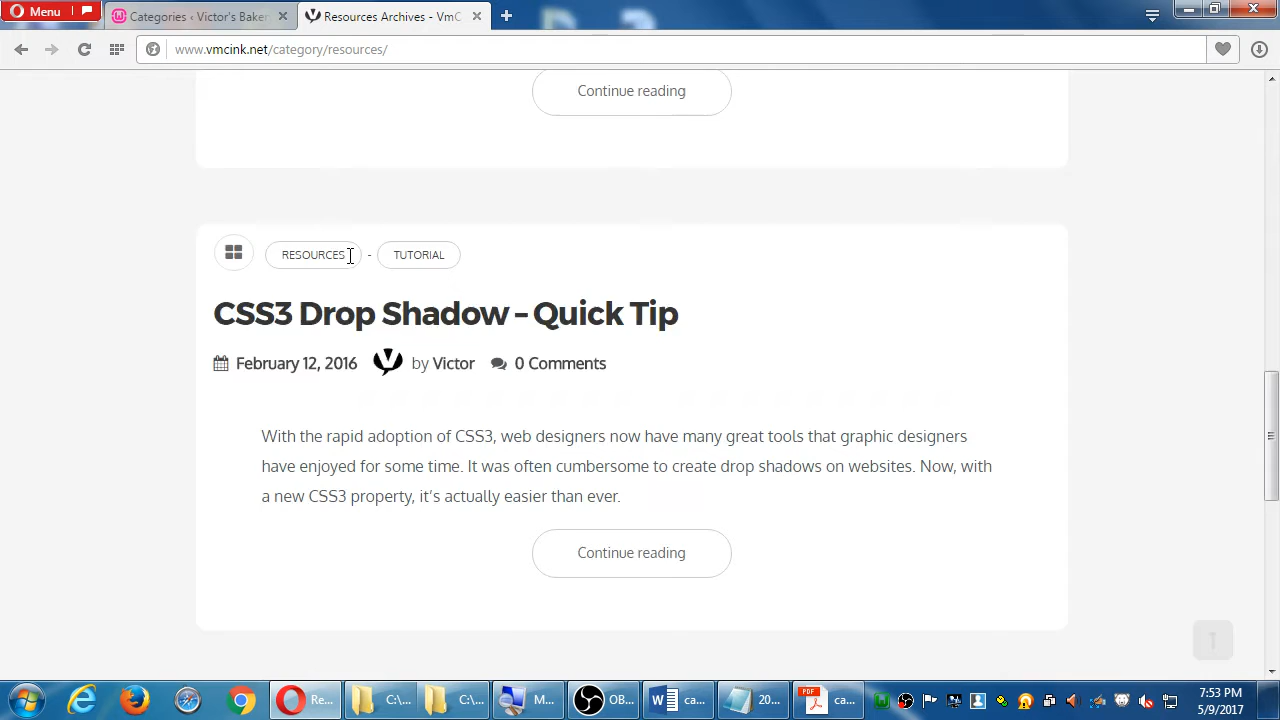 Menu
Categories ‹ Victor's Baker
Resources Archives - VmC
www.vmcink.net/category/resources/
Continue reading
RESOURCES - TUTORIAL
CSS3 Drop Shadow – Quick Tip
February 12, 2016 by Victor 0 Comments
With the rapid adoption of CSS3, web designers now have many great tools that graphic designers
have enjoyed for some time. It was often cumbersome to create drop shadows on websites. Now, with
a new CSS3 property, it's actually easier than ever.
Continue reading
Re...
C:\...
C:\...
M...
OB...
ca...
20...
PDF
ca...
7:53 PM
5/9/2017